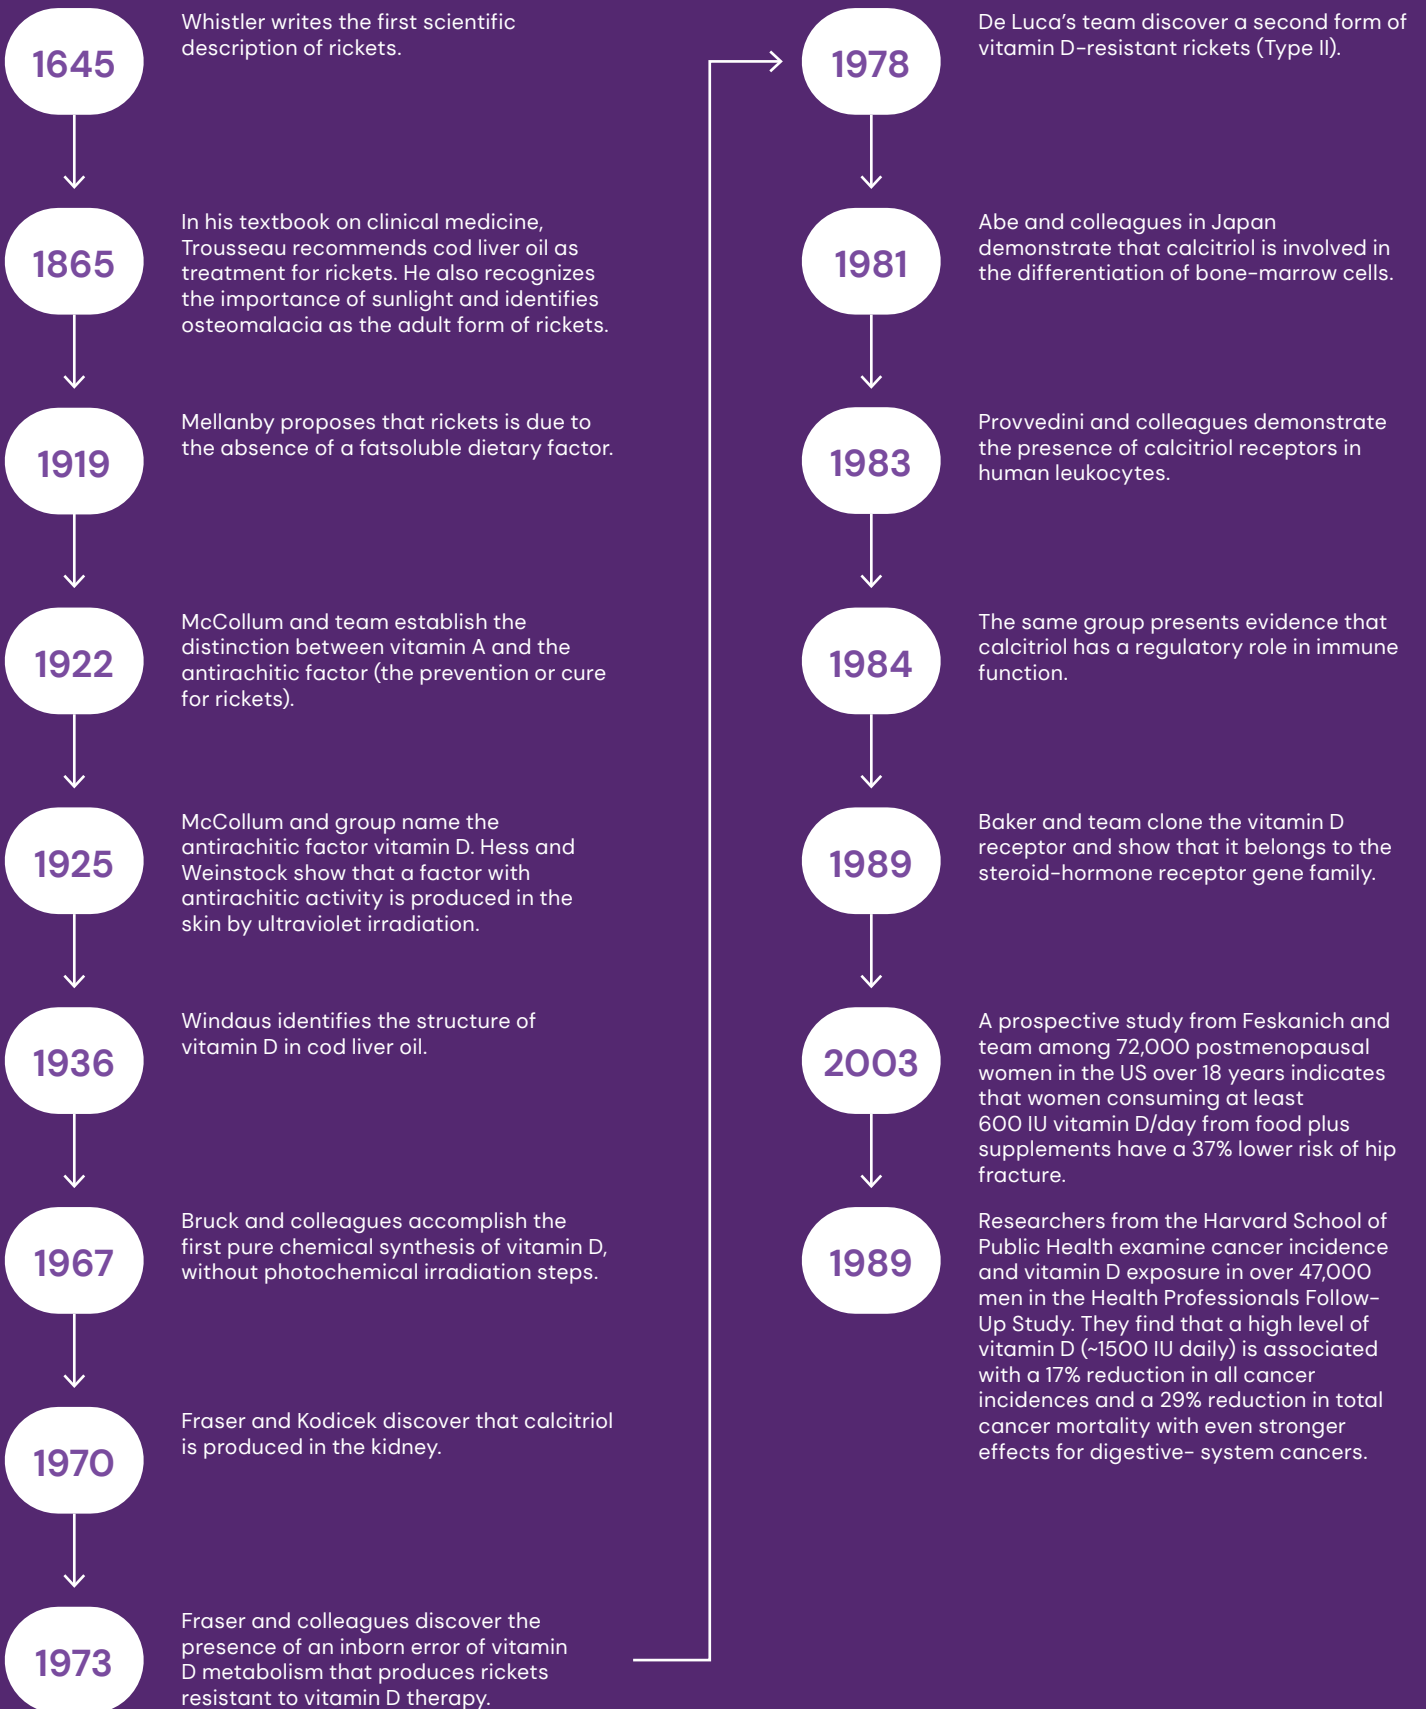 1645
Whistler writes the first scientific
description of rickets.
1865
In his textbook on clinical medicine,
Trousseau recommends cod liver oil as
treatment for rickets. He also recognizes
the importance of sunlight and identifies
osteomalacia as the adult form of rickets.
1919
Mellanby proposes that rickets is due to
the absence of a fatsoluble dietary factor.
1922
McCollum and team establish the
distinction between vitamin A and the
antirachitic factor (the prevention or cure
for rickets).
1925
McCollum and group name the
antirachitic factor vitamin D. Hess and
Weinstock show that a factor with
antirachitic activity is produced in the
skin by ultraviolet irradiation.
1936
Windaus identifies the structure of
vitamin D in cod liver oil.
1967
Bruck and colleagues accomplish the
first pure chemical synthesis of vitamin D,
without photochemical irradiation steps.
1970
Fraser and Kodicek discover that calcitriol
is produced in the kidney.
1973
Fraser and colleagues discover the
presence of an inborn error of vitamin
D metabolism that produces rickets
resistant to vitamin D therapy.
1978
De Luca's team discover a second form of
vitamin D-resistant rickets (Type II).
1981
Abe and colleagues in Japan
demonstrate that calcitriol is involved in
the differentiation of bone-marrow cells.
1983
Provvedini and colleagues demonstrate
the presence of calcitriol receptors in
human leukocytes.
1984
The same group presents evidence that
calcitriol has a regulatory role in immune
function.
1989
Baker and team clone the vitamin D
receptor and show that it belongs to the
steroid-hormone receptor gene family.
2003
A prospective study from Feskanich and
team among 72,000 postmenopausal
women in the US over 18 years indicates
that women consuming at least
600 IU vitamin D/day from food plus
supplements have a 37% lower risk of hip
fracture.
1989
Researchers from the Harvard School of
Public Health examine cancer incidence
and vitamin D exposure in over 47,000
men in the Health Professionals Follow-
Up Study. They find that a high level of
vitamin D (~1500 IU daily) is associated
with a 17% reduction in all cancer
incidences and a 29% reduction in total
cancer mortality with even stronger
effects for digestive- system cancers.